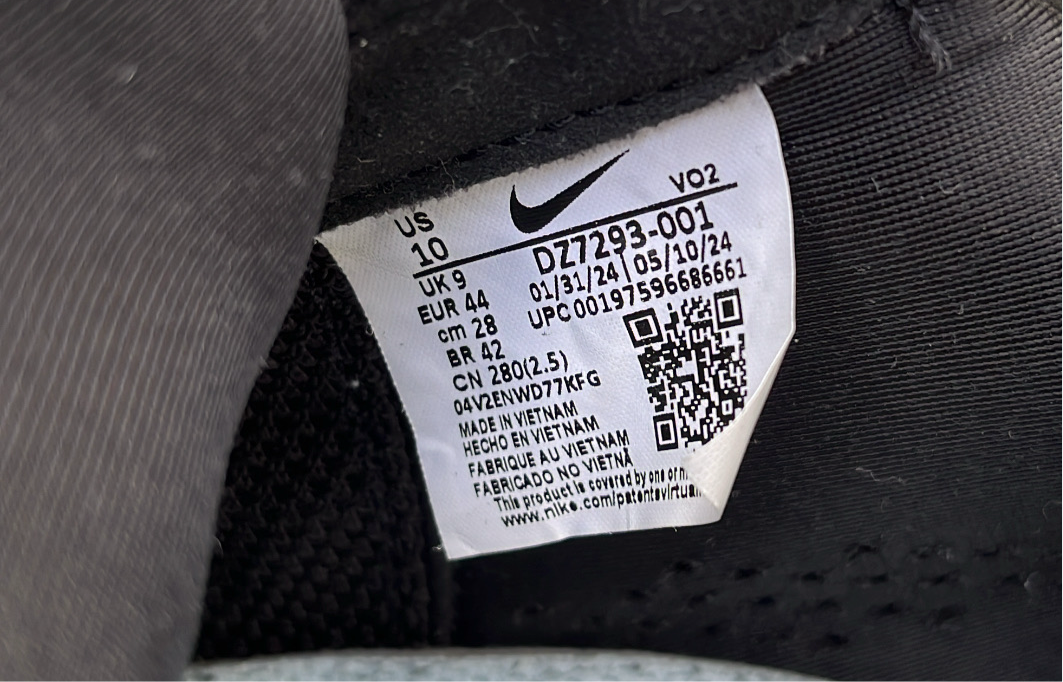 VO2
US
10
DZ7293-001
UK 9
01/31/24 | 05/10/24
EUR 44
UPC 00197596686661
cm 28
BR 42
CN 280(2.5)
04V2ENWD77KFG
MADE IN VIETNAM
HECHO EN VIETNAM
FABRIQUE AU VIETNAM
FABRICADO NO VIETNÃ
This product is covered by one or
www.nike.com/patents